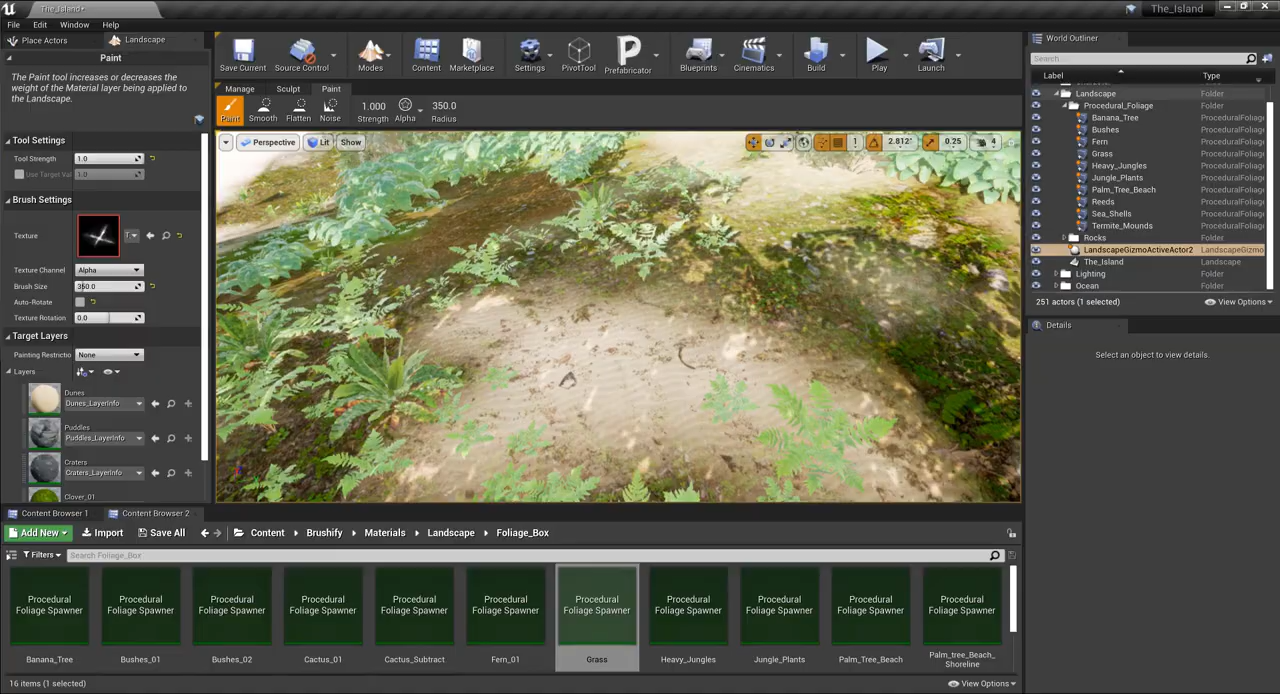 The_Island•
The_Island
File Edit Window Help
Place Actors
Landscape
Paint
The Paint tool increases or decreases the
weight of the Material layer being applied to
the Landscape.
Tool Settings
Tool Strength 1.0
Use Target Val 1.0
Brush Settings
Texture
Texture Channel Alpha
Brush Size 350.0
Auto-Rotate
Texture Rotation 0.0
Target Layers
Painting Restrictio None
Layers
Dunes
Dunes_LayerInfo
Puddles
Puddles_LayerInfo
Craters
Craters_LayerInfo
Clover_01
Save Current
Source Control
Modes
Content
Marketplace
Settings
PivotTool
Prefabricator
Blueprints
Cinematics
Build
Play
Launch
Manage Sculpt Paint
Paint Smooth Flatten Noise
1.000
Strength
Alpha
350.0
Radius
Perspective Lit Show
1 2.812° 0.25 4
World Outliner
Search...
Label Type
Landscape Folder
Procedural_Foliage Folder
Banana_Tree ProceduralFoliage
Bushes ProceduralFoliage
Fern ProceduralFoliage
Grass ProceduralFoliage
Heavy_Jungles ProceduralFoliage
Jungle_Plants ProceduralFoliage
Palm_Tree_Beach ProceduralFoliage
Reeds ProceduralFoliage
Sea_Shells ProceduralFoliage
Termite_Mounds ProceduralFoliage
Rocks Folder
LandscapeGizmoActiveActor2 LandscapeGizmo
The_Island Landscape
Lighting Folder
Ocean Folder
251 actors (1 selected)
View Options
Details
Select an object to view details.
Content Browser 1
Content Browser 2
Add New Import Save All Content Brushify Materials Landscape Foliage_Box
Filters Search Foliage_Box
Procedural
Foliage Spawner
Banana_Tree
Procedural
Foliage Spawner
Bushes_01
Procedural
Foliage Spawner
Bushes_02
Procedural
Foliage Spawner
Cactus_01
Procedural
Foliage Spawner
Cactus_Subtract
Procedural
Foliage Spawner
Fern_01
Procedural
Foliage Spawner
Grass
Procedural
Foliage Spawner
Heavy_Jungles
Procedural
Foliage Spawner
Jungle_Plants
Procedural
Foliage Spawner
Palm_Tree_Beach
Procedural
Foliage Spawner
Palm_tree_Beach_
Shoreline
16 items (1 selected)
View Options